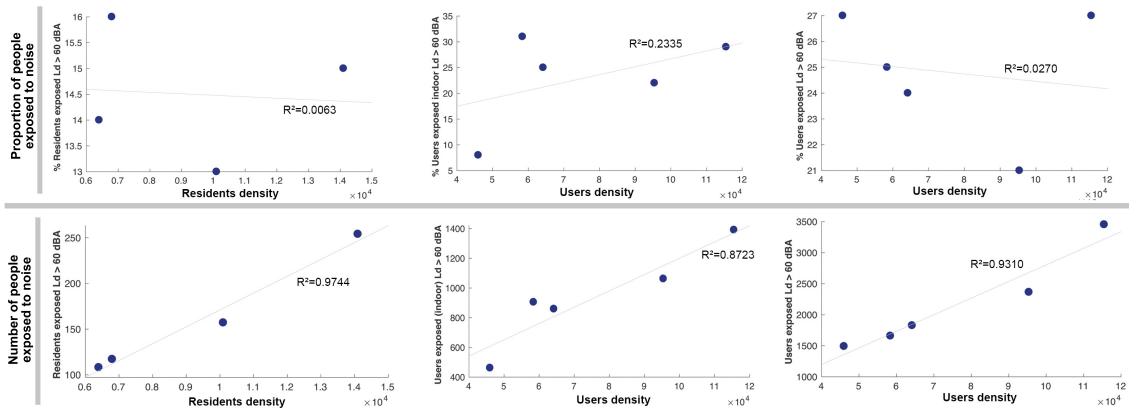 Proportion of people
exposed to noise
% Residents exposed Ld > 60 dBA
16
15.5
15
14.5
14
13.5
13
R²=0.0063
0.6 0.7 0.8 0.9 1 1.1 1.2 1.3 1.4 1.5
Residents density
×10⁴
% Users exposed indoor Ld > 60 dBA
35
30
25
20
15
10
5
R²=0.2335
4 5 6 7 8 9 10 11 12
Users density
×10⁴
% Users exposed Ld > 60 dBA
27
26
25
24
23
22
21
R²=0.0270
4 5 6 7 8 9 10 11 12
Users density
×10⁴
Number of people
exposed to noise
Residents exposed Ld > 60 dBA
250
200
150
100
R²=0.9744
0.6 0.7 0.8 0.9 1 1.1 1.2 1.3 1.4 1.5
Residents density
×10⁴
Users exposed (indoor) Ld > 60 dBA
1400
1200
1000
800
600
400
R²=0.8723
4 5 6 7 8 9 10 11 12
Users density
×10⁴
Users exposed Ld > 60 dBA
3500
3000
2500
2000
1500
1000
R²=0.9310
4 5 6 7 8 9 10 11 12
Users density
×10⁴